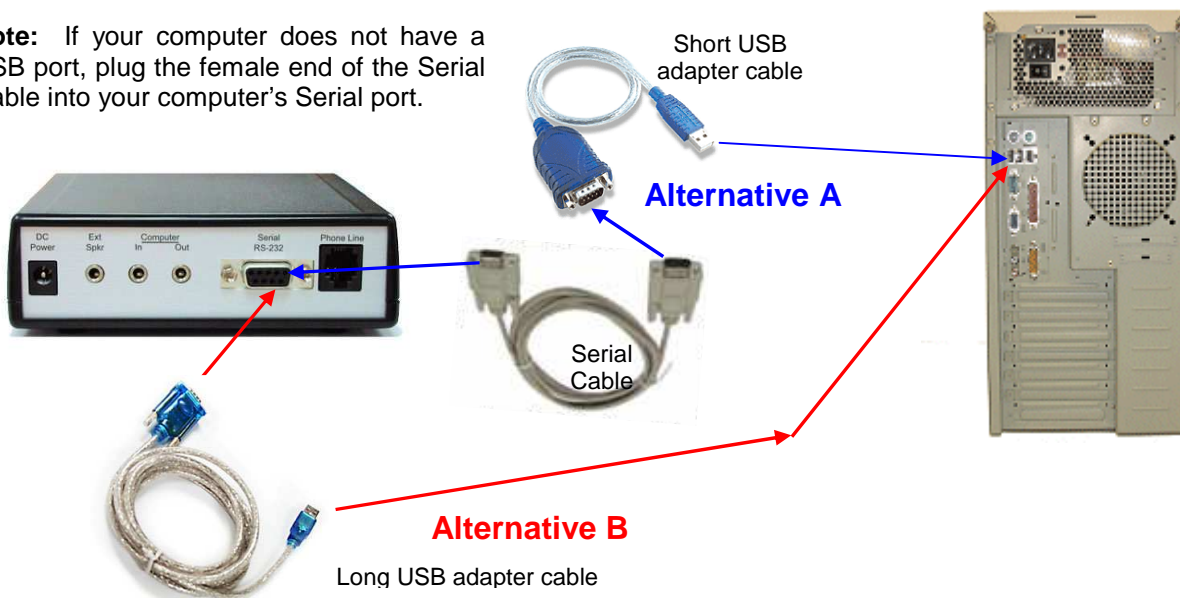 ote: If your computer does not have a
SB port, plug the female end of the Serial
able into your computer's Serial port.
Short USB
adapter cable
Alternative A
DC
Power
Ext
Spkr
Computer
In Out
Serial
RS-232
Phone Line
Serial
Cable
Alternative B
Long USB adapter cable